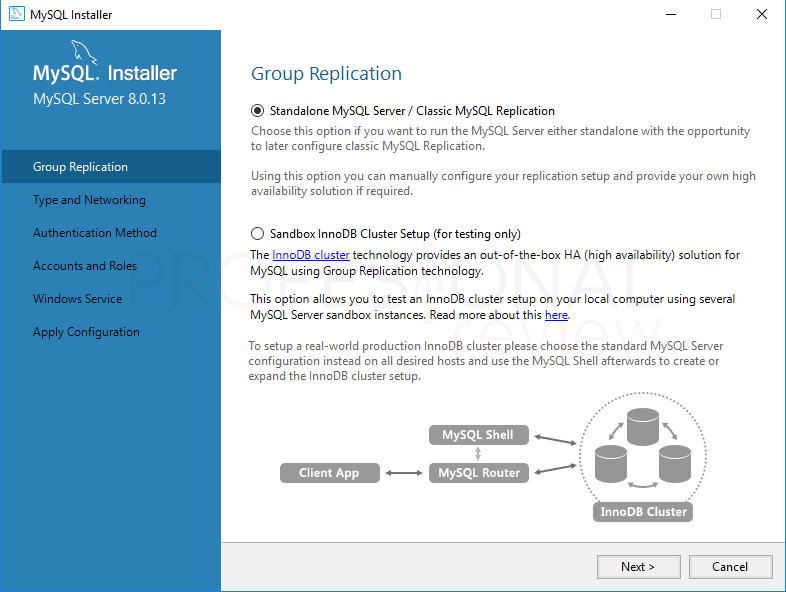 MySQL Installer
MySQL. Installer
MySQL Server 8.0.13
Group Replication
Type and Networking
Authentication Method
Accounts and Roles
Windows Service
Apply Configuration
Group Replication
Standalone MySQL Server / Classic MySQL Replication
Choose this option if you want to run the MySQL Server either standalone with the opportunity
to later configure classic MySQL Replication.
Using this option you can manually configure your replication setup and provide your own high
availability solution if required.
Sandbox InnoDB Cluster Setup (for testing only)
The InnoDB cluster technology provides an out-of-the-box HA (high availability) solution for
MySQL using Group Replication technology.
This option allows you to test an InnoDB cluster setup on your local computer using several
MySQL Server sandbox instances. Read more about this here.
To setup a real-world production InnoDB cluster please choose the standard MySQL Server
configuration instead on all desired hosts and use the MySQL Shell afterwards to create or
expand the InnoDB cluster setup.
MySQL Shell
Client App
MySQL Router
InnoDB Cluster
Next >
Cancel
PROFESSIONAL
review